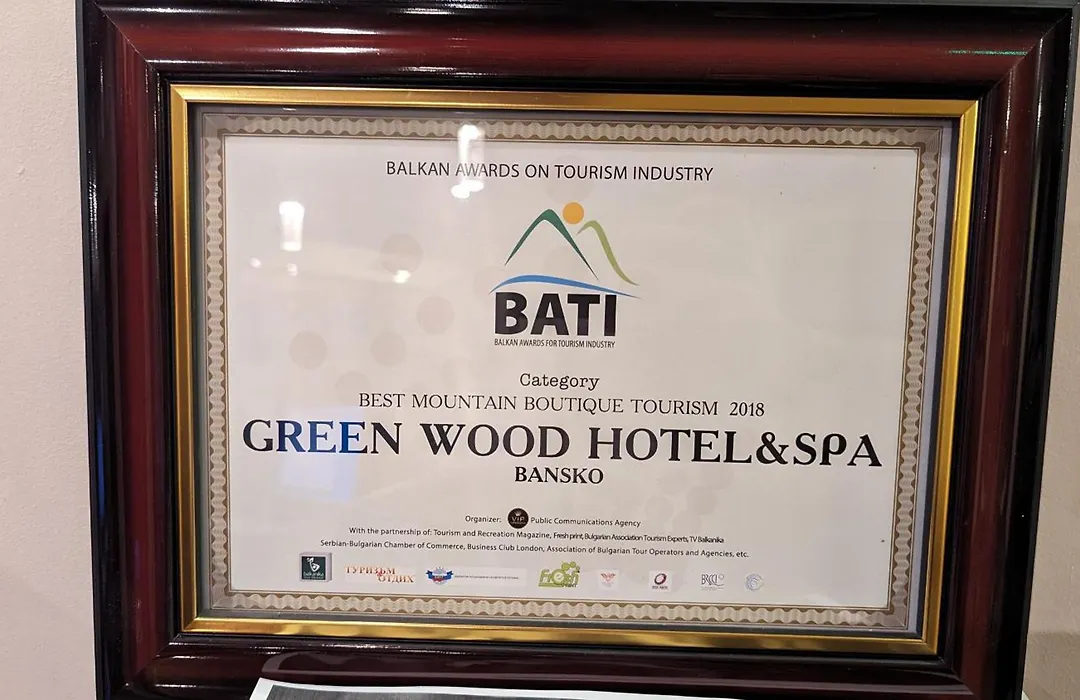 BALKAN AWARDS ON TOURISM INDUSTRY
BATI
BALKAN AWARDS FOR TOURISM INDUSTRY
Category
BEST MOUNTAIN BOUTIQUE TOURISM 2018
GREEN WOOD HOTEL&SPA
BANSKO
Organizer: VIP Public Communications Agency
With the partnership of: Tourism and Recreation Magazine, Fresh print, Bulgarian Association Tourism Experts, TV Balkanika
Serbian-Bulgarian Chamber of Commerce, Business Club London, Association of Bulgarian Tour Operators and Agencies, etc.
ТУРИЗЪМ
ОТДИХ